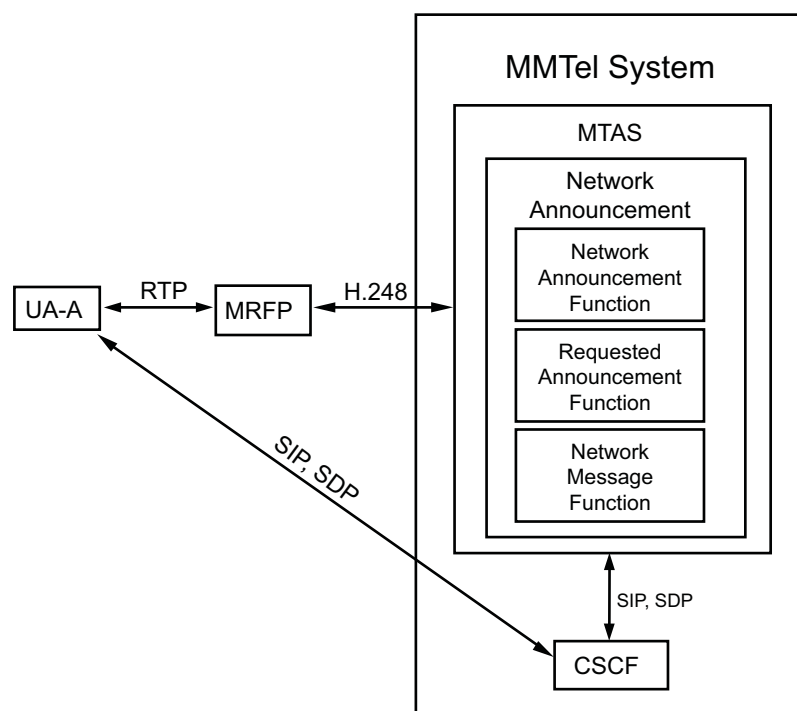 MMTel System
MTAS
Network
Announcement
Network
Announcement
Function
UA-A
RTP
MRFP
H.248
Requested
Announcement
Function
Network
Message
Function
SIP, SDP
SIP, SDP
CSCF